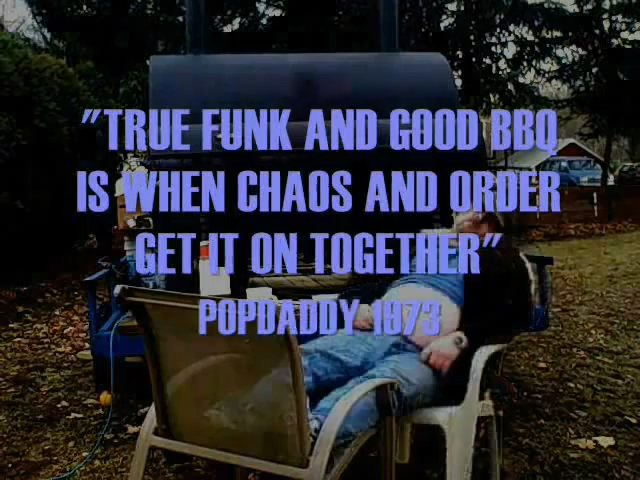 "TRUE FUNK AND GOOD BBQ
IS WHEN CHAOS AND ORDER
GET IT ON TOGETHER"
POPDADDY 1973